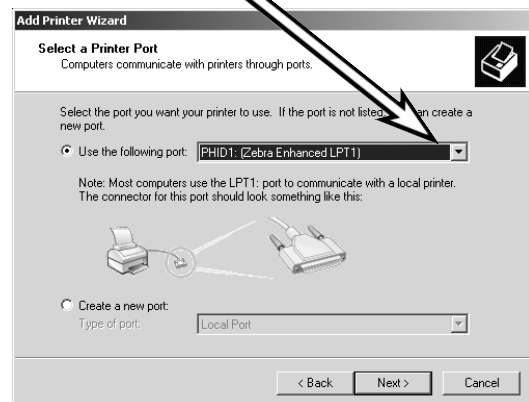 Add Printer Wizard
Select a Printer Port
Computers communicate with printers through ports.
Select the port you want your printer to use. If the port is not listed, can create a
new port.
Use the following port: PHID1: (Zebra Enhanced LPT1)
Note: Most computers use the LPT1: port to communicate with a local printer.
The connector for this port should look something like this:
Create a new port:
Type of port: Local Port
< Back Next > Cancel